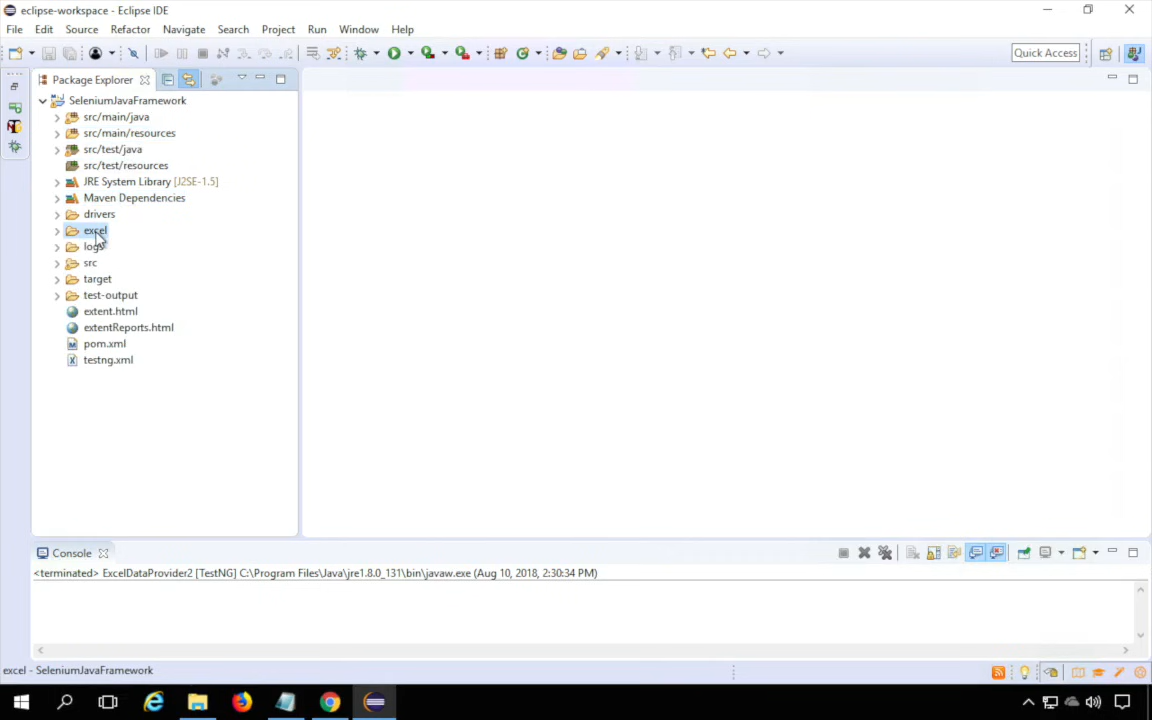 eclipse-workspace - Eclipse IDE
File Edit Source Refactor Navigate Search Project Run Window Help
Quick Access
Package Explorer
SeleniumJavaFramework
src/main/java
src/main/resources
src/test/java
src/test/resources
JRE System Library [J2SE-1.5]
Maven Dependencies
drivers
excel
logs
src
target
test-output
extent.html
extentReports.html
pom.xml
testng.xml
Console
<terminated> ExcelDataProvider2 [TestNG] C:\Program Files\Java\jre1.8.0_131\bin\javaw.exe (Aug 10, 2018, 2:30:34 PM)
excel - SeleniumJavaFramework